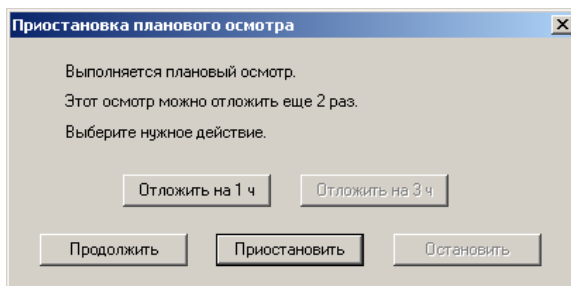 Приостановка планового осмотра
Выполняется плановый осмотр.
Этот осмотр можно отложить еще 2 раз.
Выберите нужное действие.
Отложить на 1 ч Отложить на 3 ч
Продолжить Приостановить Остановить